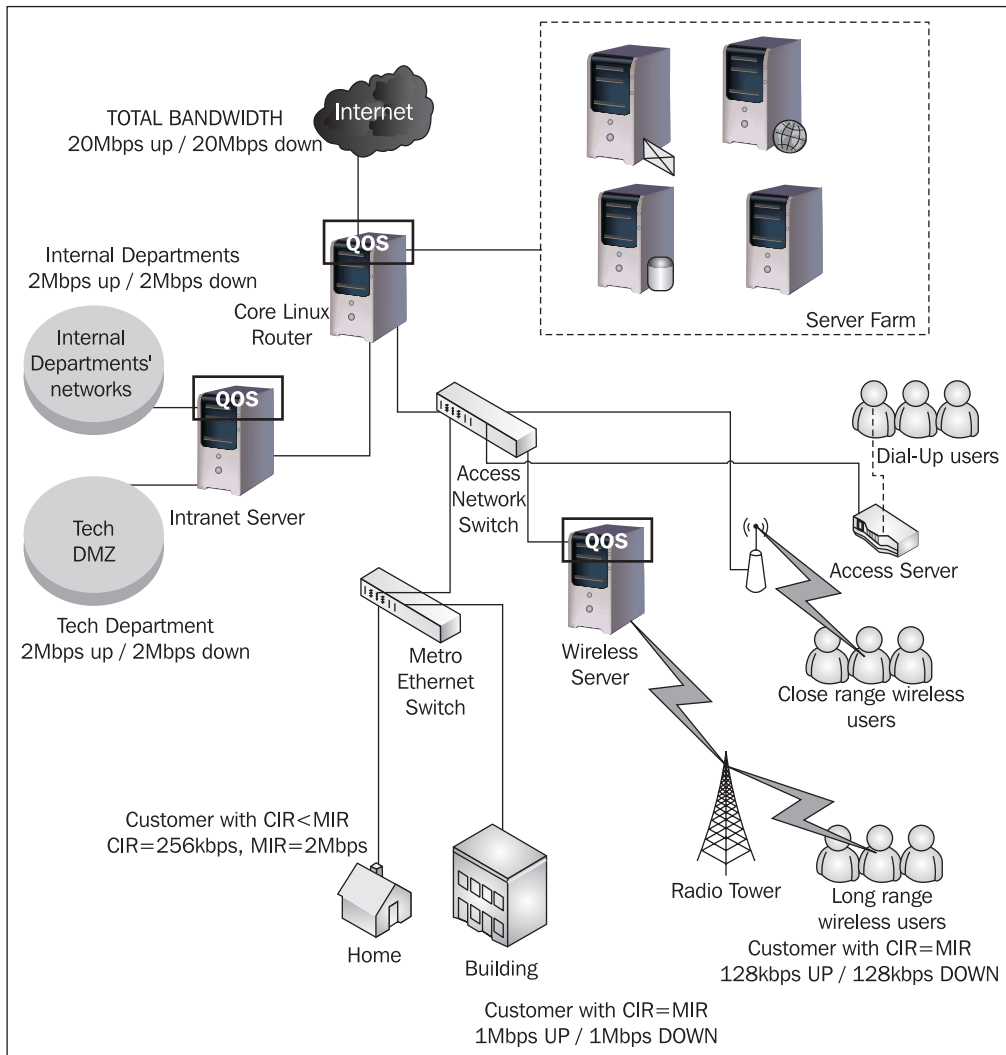 Internet
TOTAL BANDWIDTH
20Mbps up / 20Mbps down
QOS
Internal Departments
2Mbps up / 2Mbps down
Core Linux
Router
Server Farm
Internal
Departments'
networks
QOS
Dial-Up users
Access
Network
Switch
Intranet Server
Tech
DMZ
QOS
Access Server
Tech Department
2Mbps up / 2Mbps down
Metro
Ethernet
Switch
Wireless
Server
Close range wireless
users
Customer with CIR<MIR
CIR=256kbps, MIR=2Mbps
Radio Tower
Long range
wireless users
Customer with CIR=MIR
128kbps UP / 128kbps DOWN
Home
Building
Customer with CIR=MIR
1Mbps UP / 1Mbps DOWN